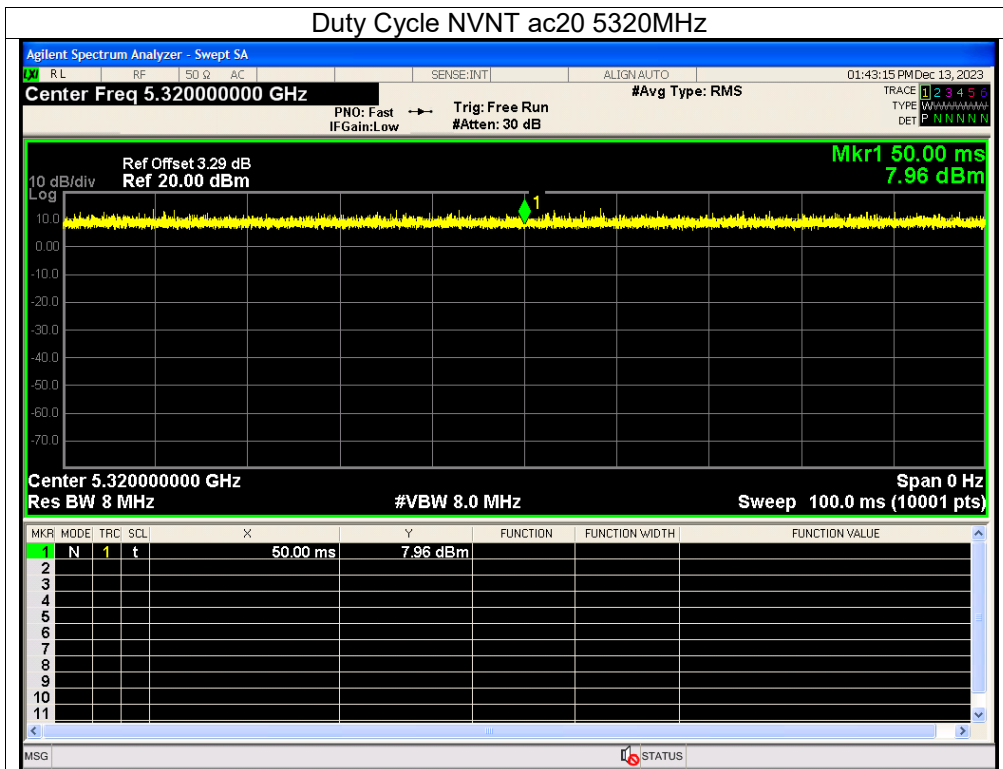 Duty Cycle NVNT ac20 5320MHz
Agilent Spectrum Analyzer - Swept SA
LXI RL RF 50 Ω AC SENSE:INT ALIGN AUTO 01:43:15 PM Dec 13, 2023
Center Freq 5.320000000 GHz #Avg Type: RMS TRACE 1 2 3 4 5 6
PNO: Fast Trig: Free Run TYPE WWWWWW
IFGain:Low #Atten: 30 dB DET P N N N N N
Mkr1 50.00 ms
Ref Offset 3.29 dB
10 dB/div Ref 20.00 dBm 7.96 dBm
Log
1
10.0
0.00
-10.0
-20.0
-30.0
-40.0
-50.0
-60.0
-70.0
Center 5.320000000 GHz Span 0 Hz
Res BW 8 MHz #VBW 8.0 MHz Sweep 100.0 ms (10001 pts)
MKR MODE TRC SCL X Y FUNCTION FUNCTION WIDTH FUNCTION VALUE
1 N 1 t 50.00 ms 7.96 dBm
2
3
4
5
6
7
8
9
10
11
MSG STATUS